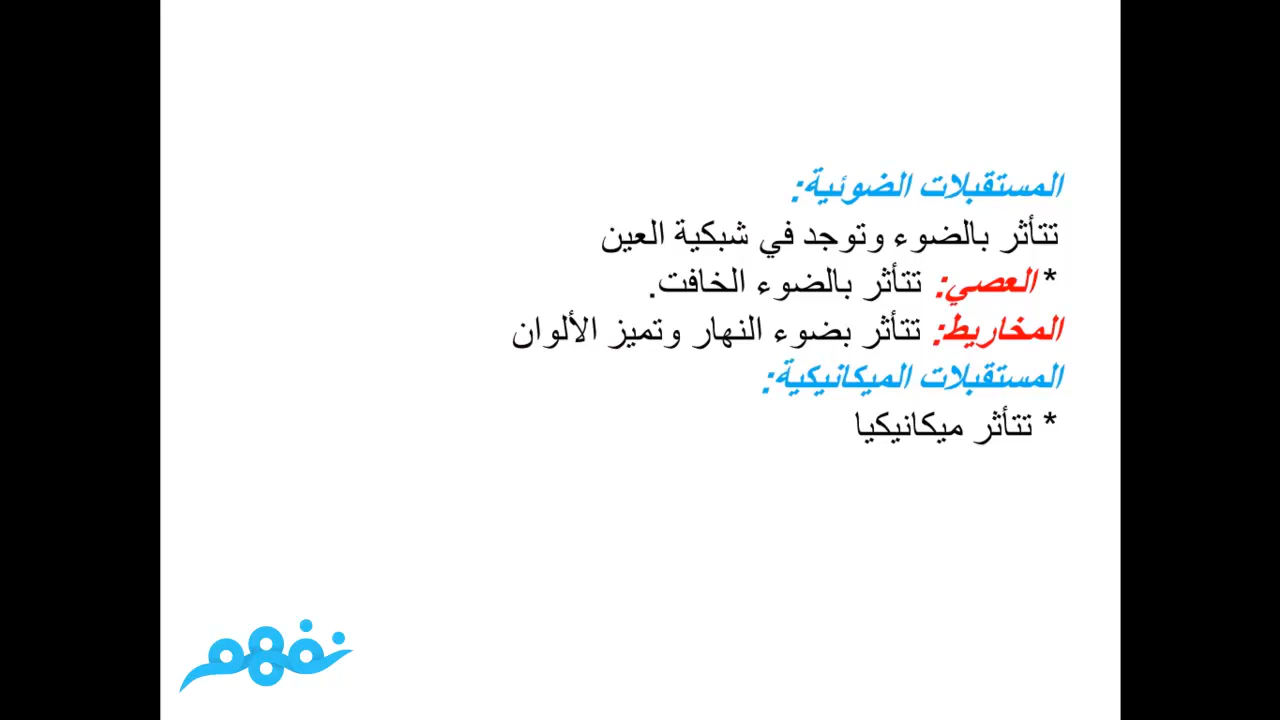 المستقبلات الضوئية:
تتأثر بالضوء وتوجد في شبكية العين
* العصي: تتأثر بالضوء الخافت.
المخاريط: تتأثر بضوء النهار وتميز الألوان
المستقبلات الميكانيكية:
* تتأثر ميكانيكيا
نفهم